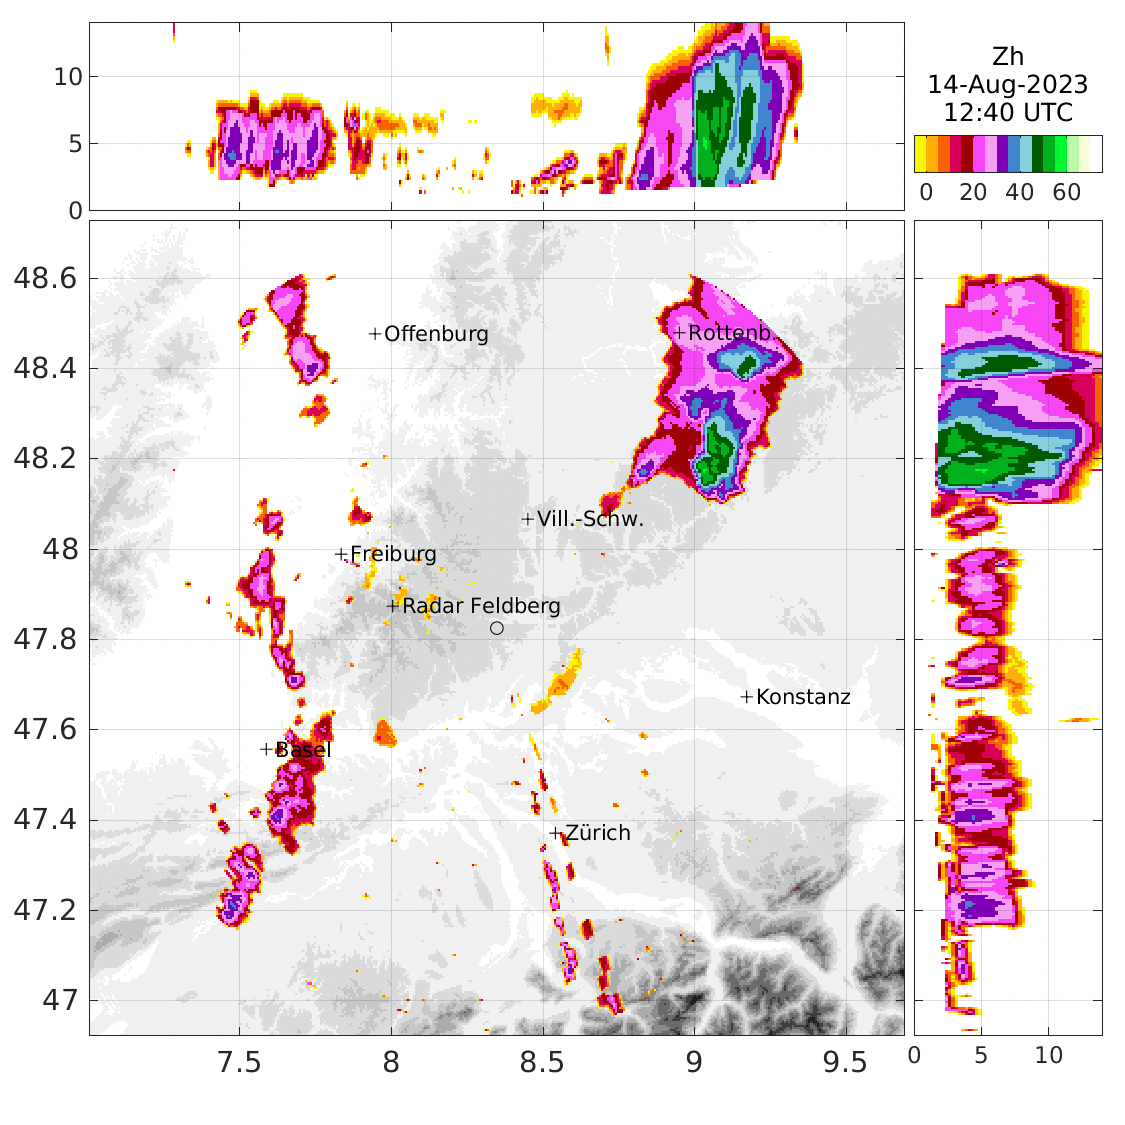 Zh
14-Aug-2023
12:40 UTC
0 20 40 60
10
5
0
48.6
48.4
48.2
48
47.8
47.6
47.4
47.2
47
+Offenburg
+Rottenb.
+Vill.-Schw.
+Freiburg
+Radar Feldberg
+Konstanz
+Basel
+Zürich
7.5 8 8.5 9 9.5
0 5 10